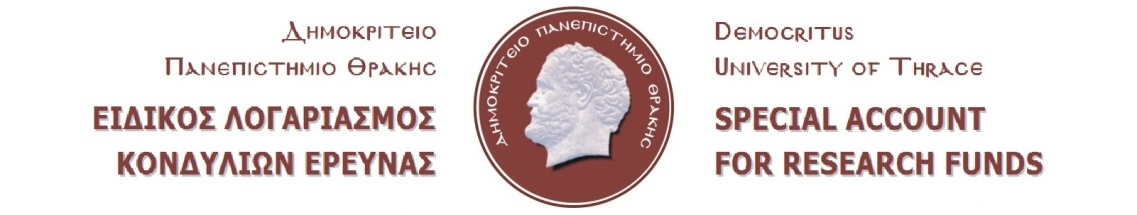 Δημοκριτειο
Πανεπιστημιο Θρακης
ΕΙΔΙΚΟΣ ΛΟΓΑΡΙΑΣΜΟΣ
ΚΟΝΔΥΛΙΩΝ ΕΡΕΥΝΑΣ
ΔΗΜΟΚΡΙΤΕΙΟ ΠΑΝΕΠΙΣΤΗΜΙΟ ΘΡΑΚΗΣ
Democritus
University of Thrace
SPECIAL ACCOUNT
FOR RESEARCH FUNDS